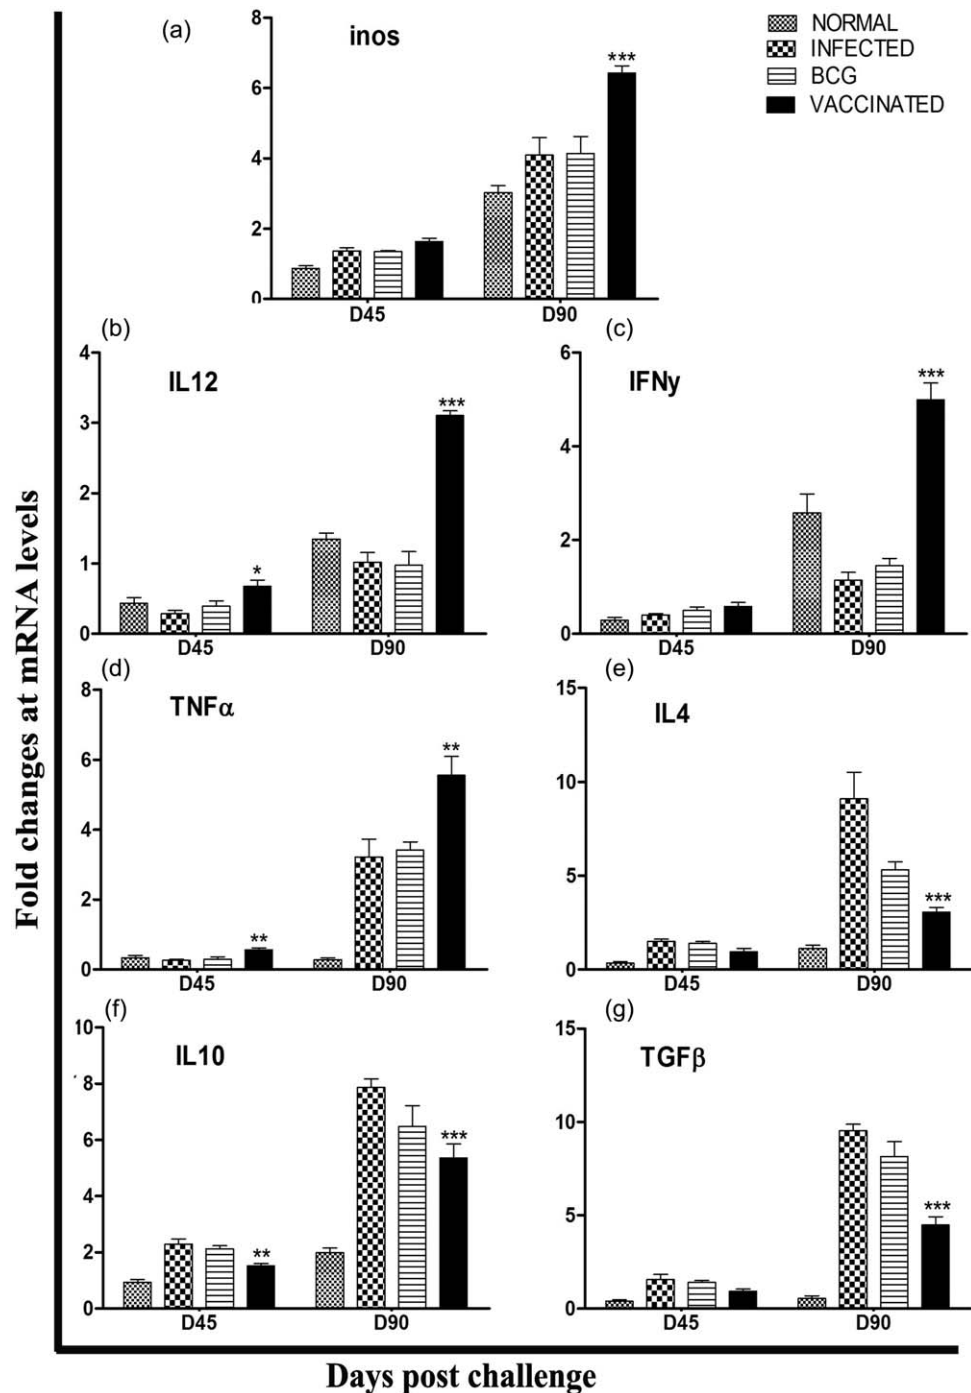 (a)
inos
NORMAL
INFECTED
BCG
VACCINATED
8
6
4
2
0
***
D45
D90
(b)
IL12
4
3
2
1
0
*
***
D45
D90
(c)
IFNy
6
4
2
0
***
D45
D90
(d)
TNFα
8
6
4
2
0
**
**
D45
D90
(e)
IL4
15
10
5
0
***
D45
D90
(f)
IL10
10
8
6
4
2
0
**
***
D45
D90
(g)
TGFβ
15
10
5
0
***
D45
D90
Fold changes at mRNA levels
Days post challenge